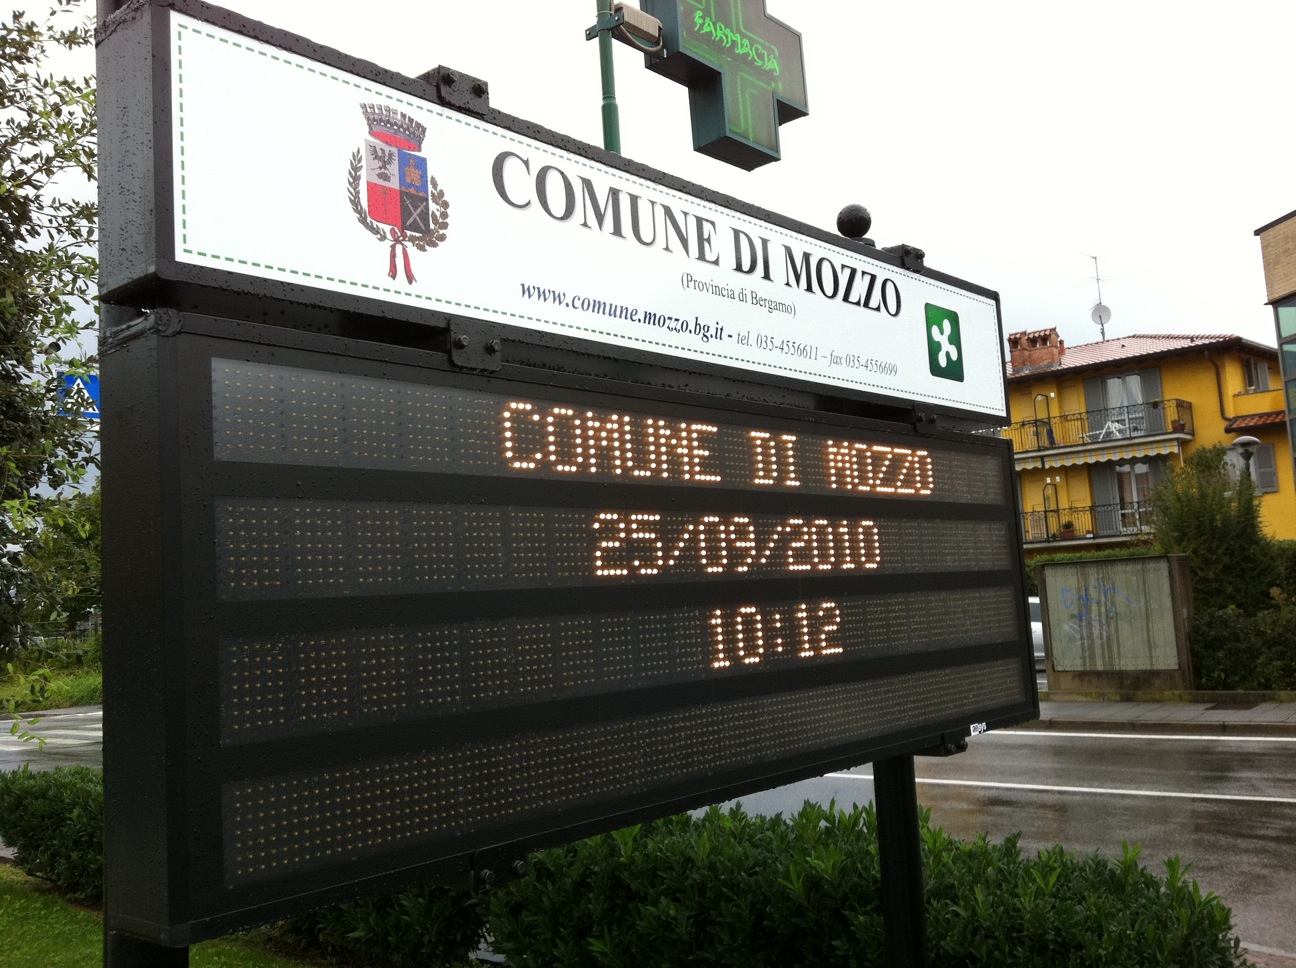 FARMACIA
COMUNE DI MOZZO
(Provincia di Bergamo)
www.comune.mozzo.bg.it - tel. 035-4556611 – fax 035-4556699
COMUNE DI MOZZO
25/09/2010
10:12